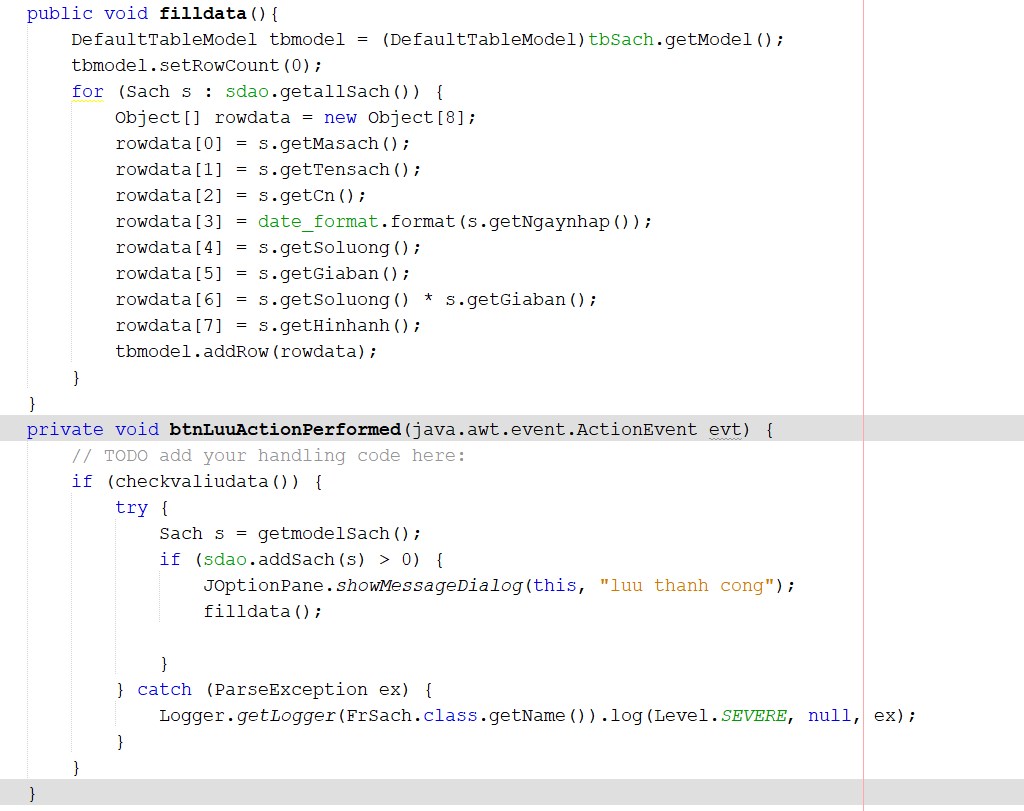 public void filldata(){
    DefaultTableModel tbmodel = (DefaultTableModel)tbSach.getModel();
    tbmodel.setRowCount(0);
    for (Sach s : sdao.getallSach()) {
        Object[] rowdata = new Object[8];
        rowdata[0] = s.getMasach();
        rowdata[1] = s.getTensach();
        rowdata[2] = s.getCn();
        rowdata[3] = date_format.format(s.getNgaynhap());
        rowdata[4] = s.getSoluong();
        rowdata[5] = s.getGiaban();
        rowdata[6] = s.getSoluong() * s.getGiaban();
        rowdata[7] = s.getHinhanh();
        tbmodel.addRow(rowdata);
    }
}
private void btnLuuActionPerformed(java.awt.event.ActionEvent evt) {
    // TODO add your handling code here:
    if (checkvaliudata()) {
        try {
            Sach s = getmodelSach();
            if (sdao.addSach(s) > 0) {
                JOptionPane.showMessageDialog(this, "luu thanh cong");
                filldata();

            }
        } catch (ParseException ex) {
            Logger.getLogger(FrSach.class.getName()).log(Level.SEVERE, null, ex);
        }
    }
}